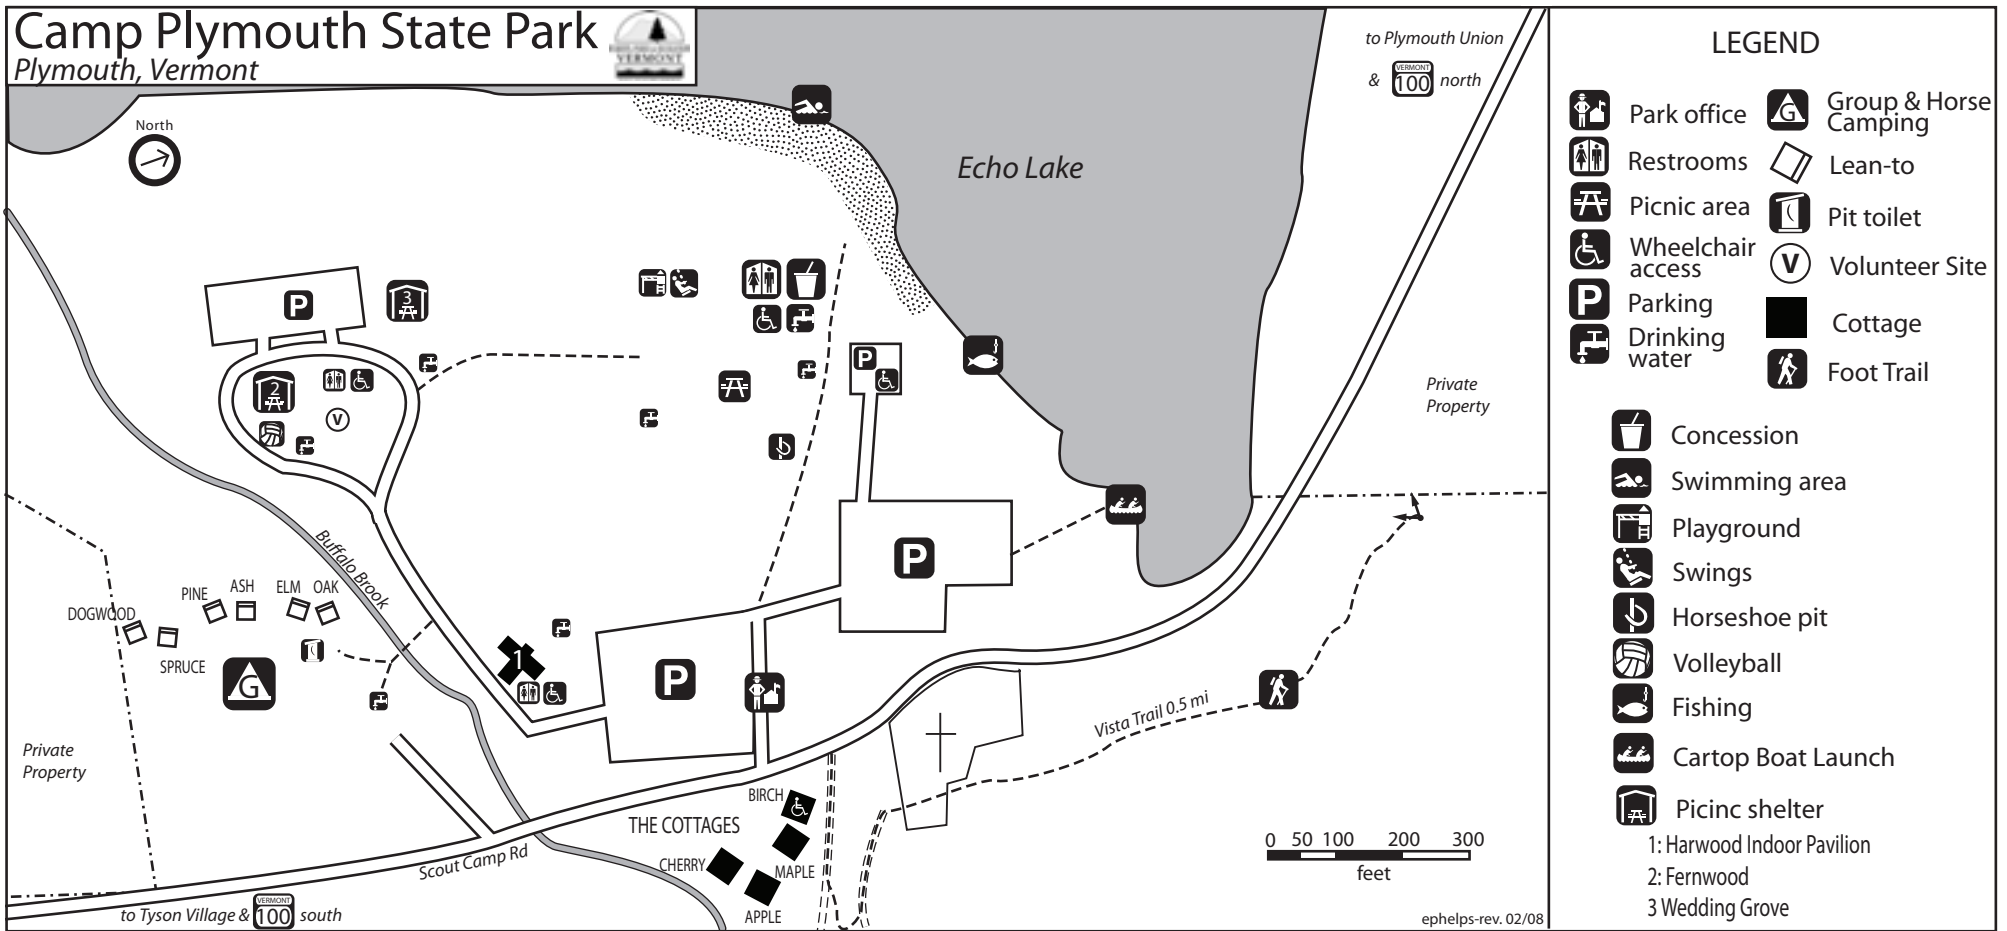 Camp Plymouth State Park
Plymouth, Vermont
VERMONT
North
Echo Lake
to Plymouth Union
& VERMONT 100 north
Private
Property
P
3
2
V
P
P
P
Buffalo Brook
DOGWOOD
PINE
ASH
ELM
OAK
SPRUCE
G
1
Private
Property
Vista Trail 0.5 mi
BIRCH
THE COTTAGES
CHERRY
MAPLE
APPLE
Scout Camp Rd
to Tyson Village & VERMONT 100 south
0 50 100 200 300
feet
ephelps-rev. 02/08
LEGEND
Park office
Restrooms
Picnic area
Wheelchair
access
P Parking
Drinking
water
G Group & Horse
Camping
Lean-to
Pit toilet
V Volunteer Site
Cottage
Foot Trail
Concession
Swimming area
Playground
Swings
Horseshoe pit
Volleyball
Fishing
Cartop Boat Launch
Picinc shelter
1: Harwood Indoor Pavilion
2: Fernwood
3 Wedding Grove